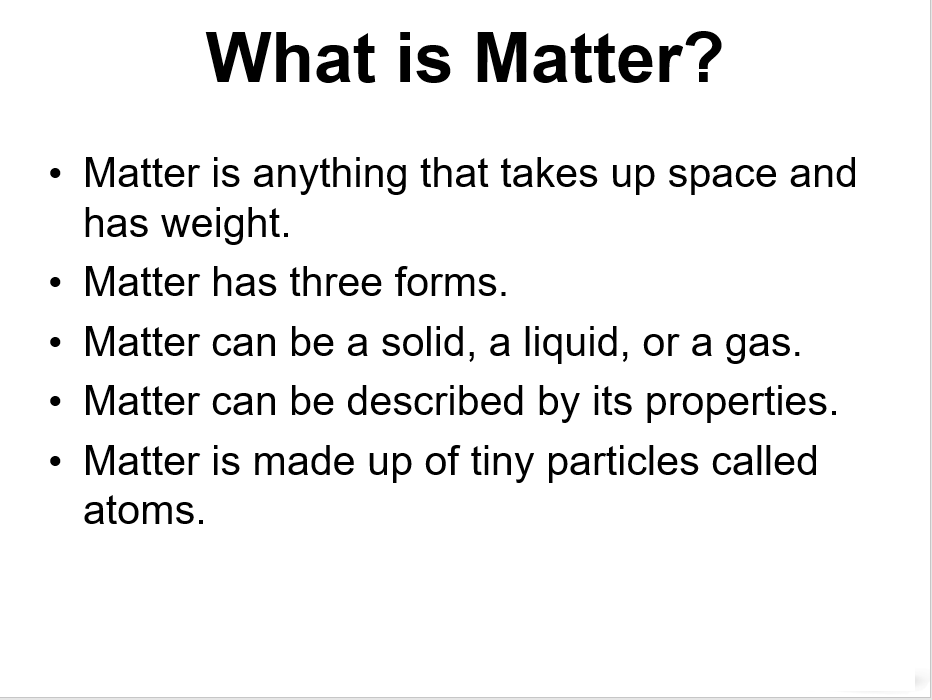 What is Matter?
• Matter is anything that takes up space and
has weight.
• Matter has three forms.
• Matter can be a solid, a liquid, or a gas.
• Matter can be described by its properties.
• Matter is made up of tiny particles called
atoms.